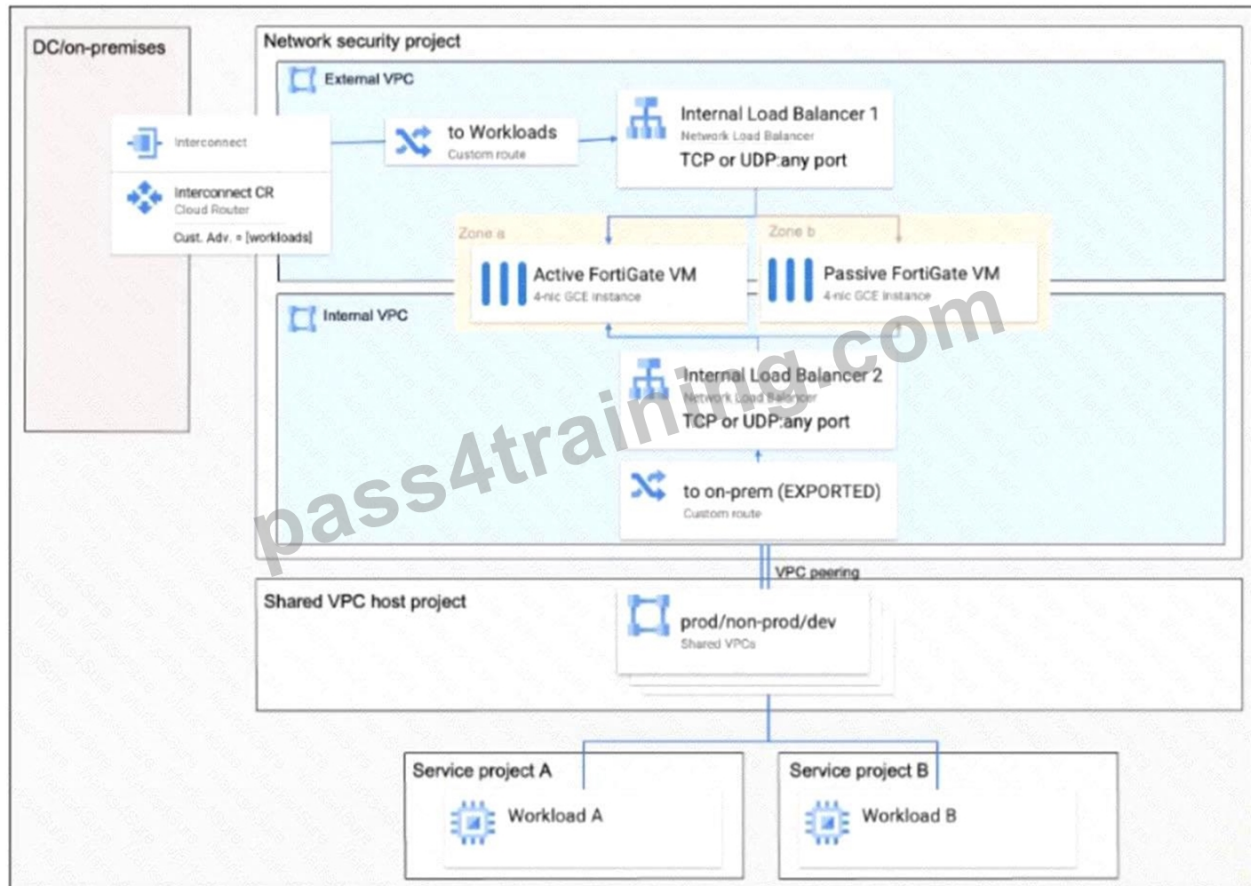 DC/on-premises
Network security project
External VPC
Interconnect
Interconnect CR
Cloud Router
Cust. Adv. = [workloads]
to Workloads
Custom route
Internal Load Balancer 1
Network Load Balancer
TCP or UDP:any port
Zone a
Active FortiGate VM
4-nic GCE instance
Zone b
Passive FortiGate VM
4-nic GCE instance
Internal VPC
Internal Load Balancer 2
Network Load Balancer
TCP or UDP:any port
to on-prem (EXPORTED)
Custom route
VPC peering
Shared VPC host project
prod/non-prod/dev
Shared VPCs
Service project A
Workload A
Service project B
Workload B
pass4training.com